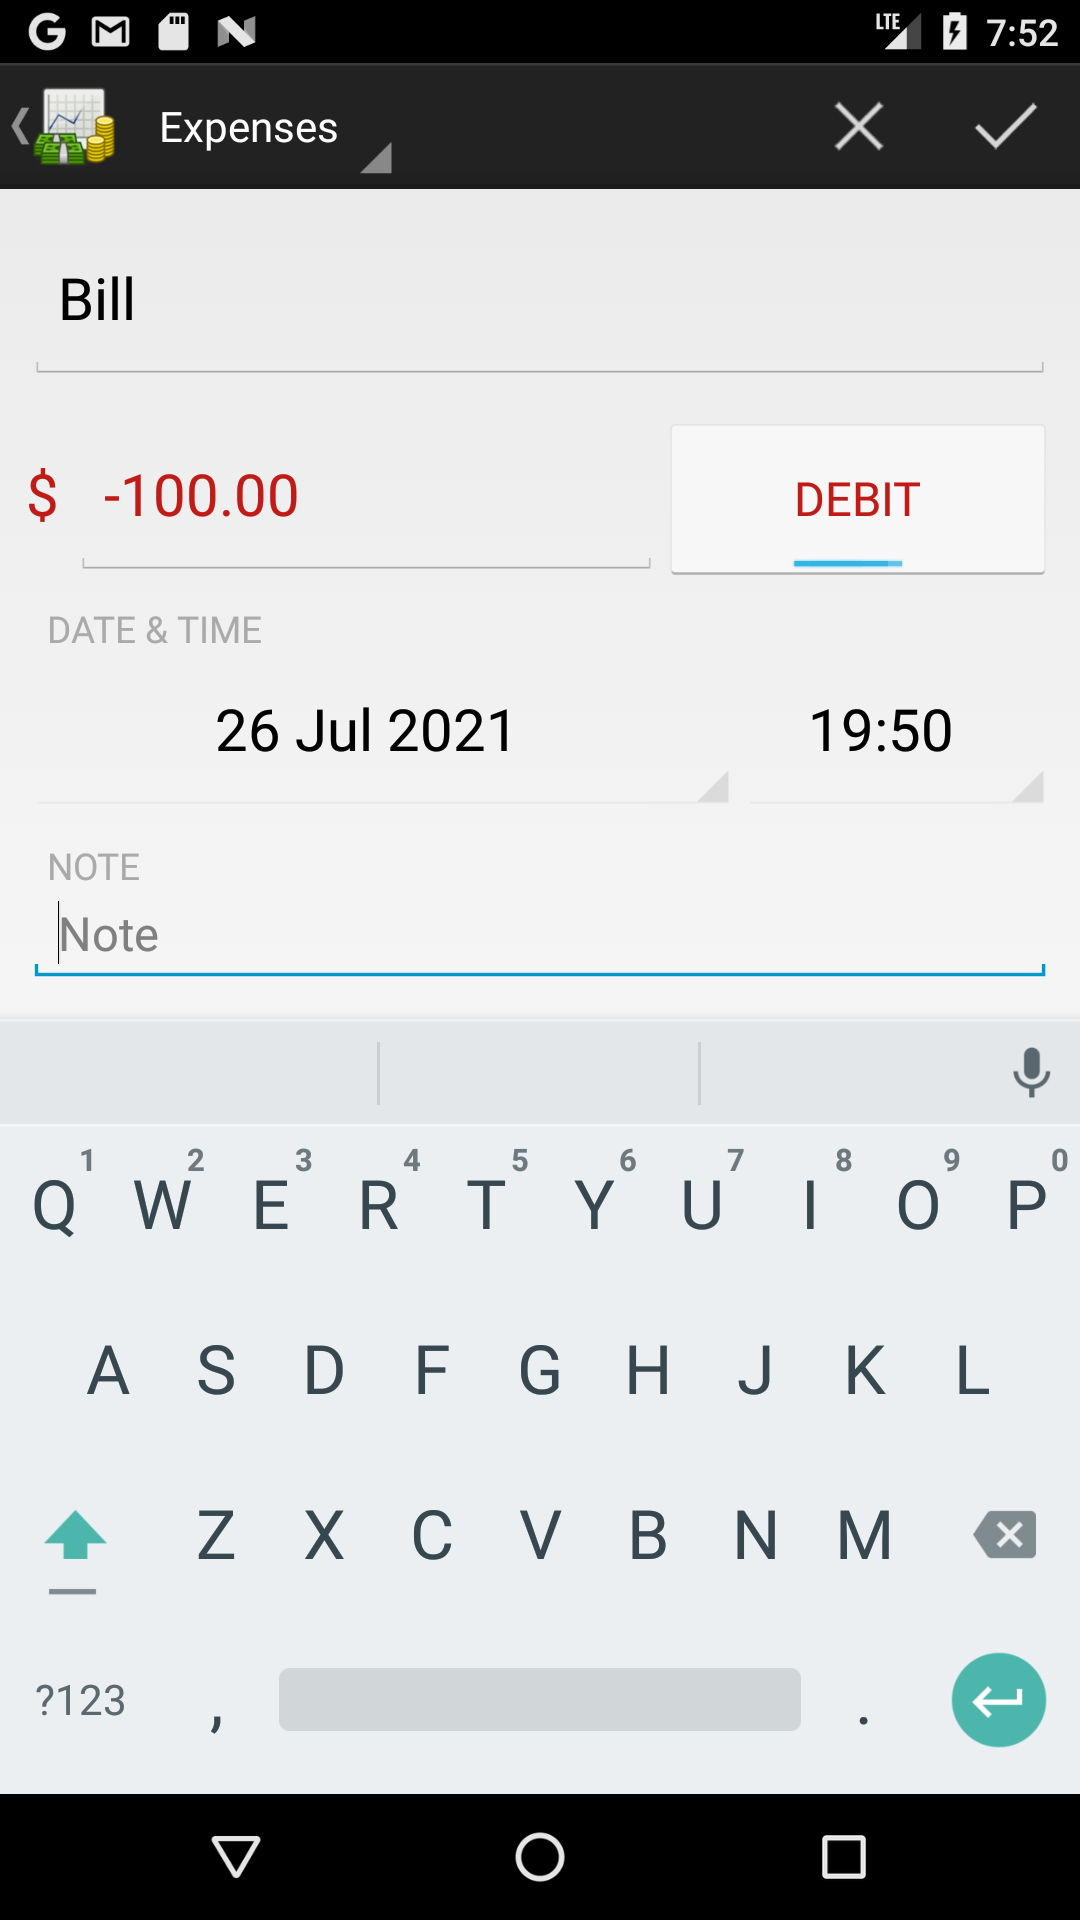 LTE 7:52
Expenses
Bill
$ -100.00 DEBIT
DATE & TIME
26 Jul 2021 19:50
NOTE
Note
1 2 3 4 5 6 7 8 9 0
Q W E R T Y U I O P
A S D F G H J K L
Z X C V B N M
?123 , .